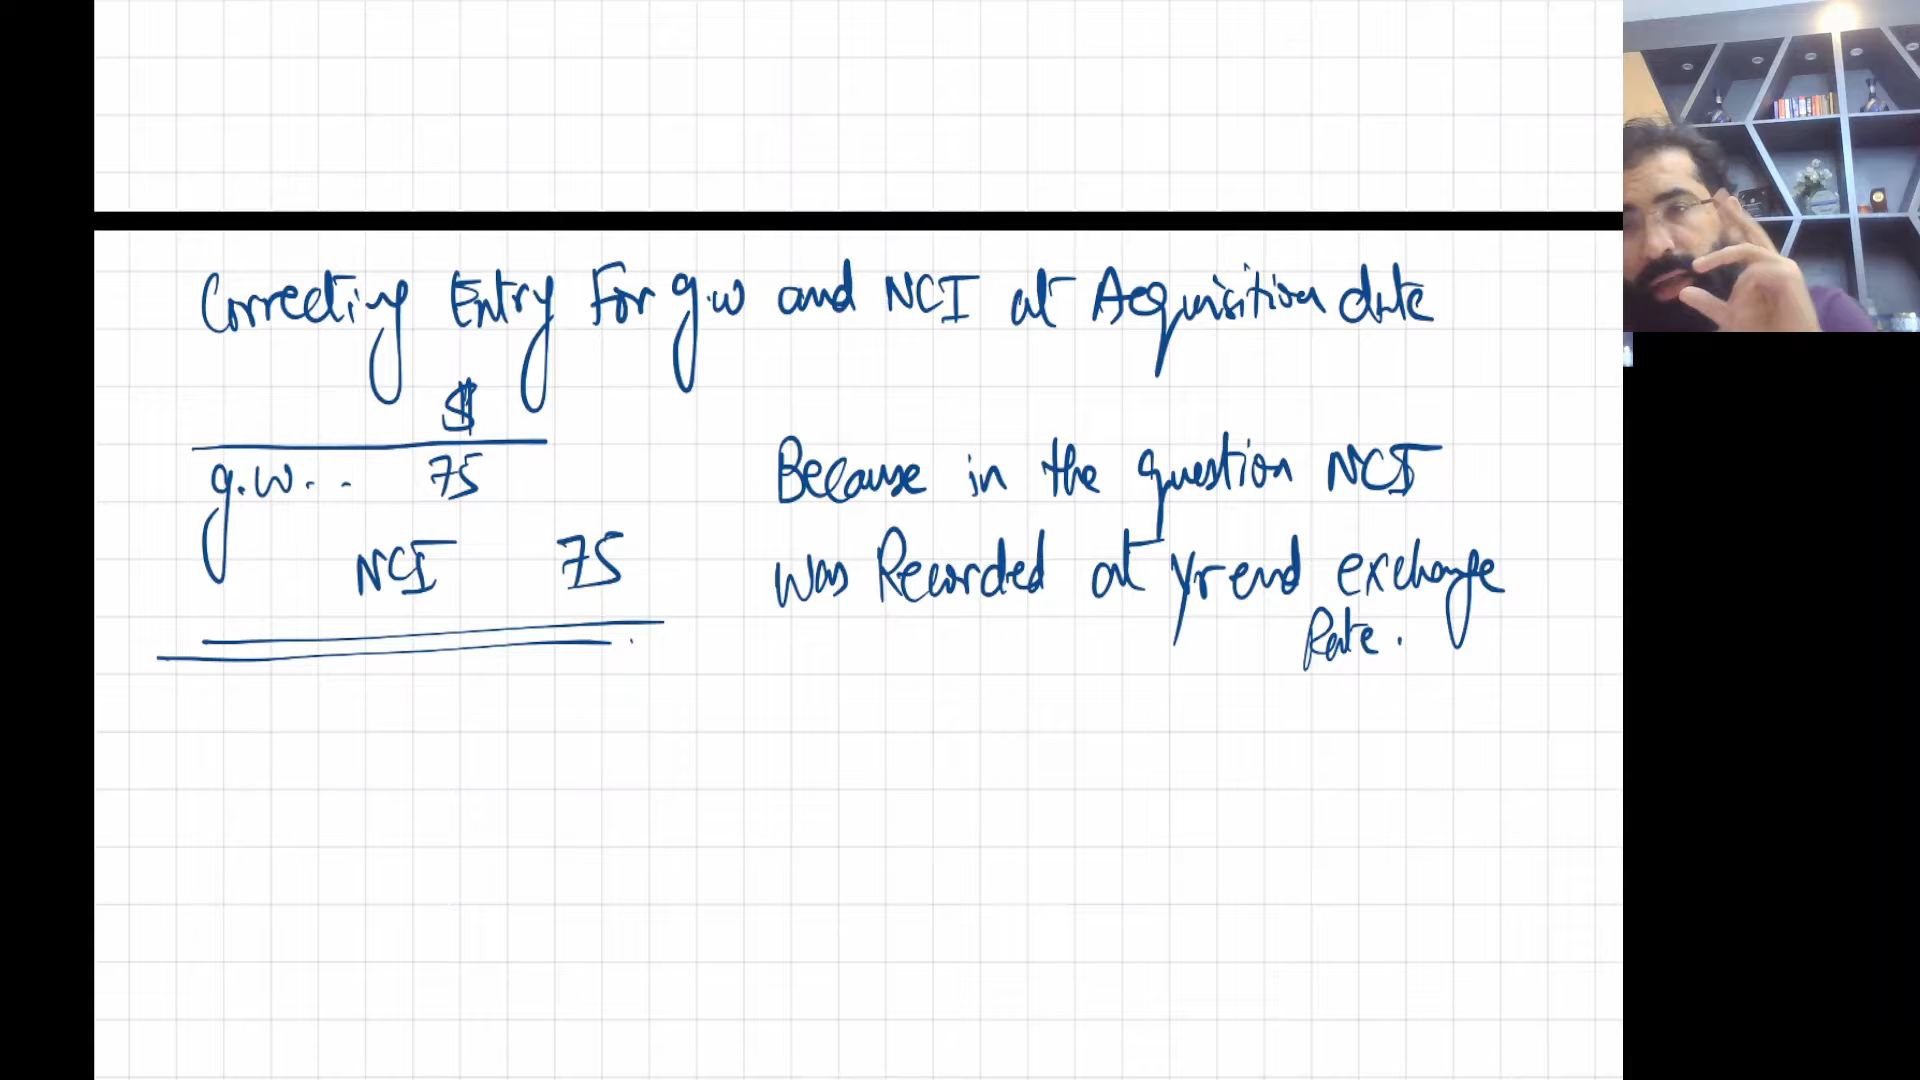 Correcting Entry For g.w and NCI at Acquisition date
$
g.w... 75
NCI 75
Because in the question NCI
was Recorded at yrend exchange
Rate.